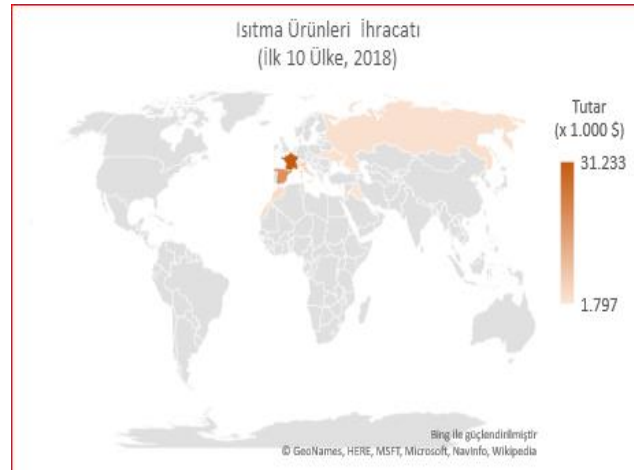 Isıtma Ürünleri İhracatı
(İlk 10 Ülke, 2018)
Tutar
(x 1.000 $)
31.233
1.797
Bing ile güçlendirilmiştir
© GeoNames, HERE, MSFT, Microsoft, NavInfo, Wikipedia